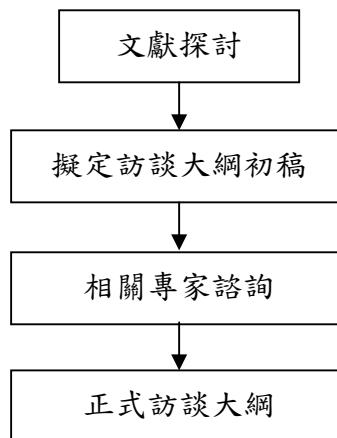 文獻探討
擬定訪談大綱初稿
相關專家諮詢
正式訪談大綱